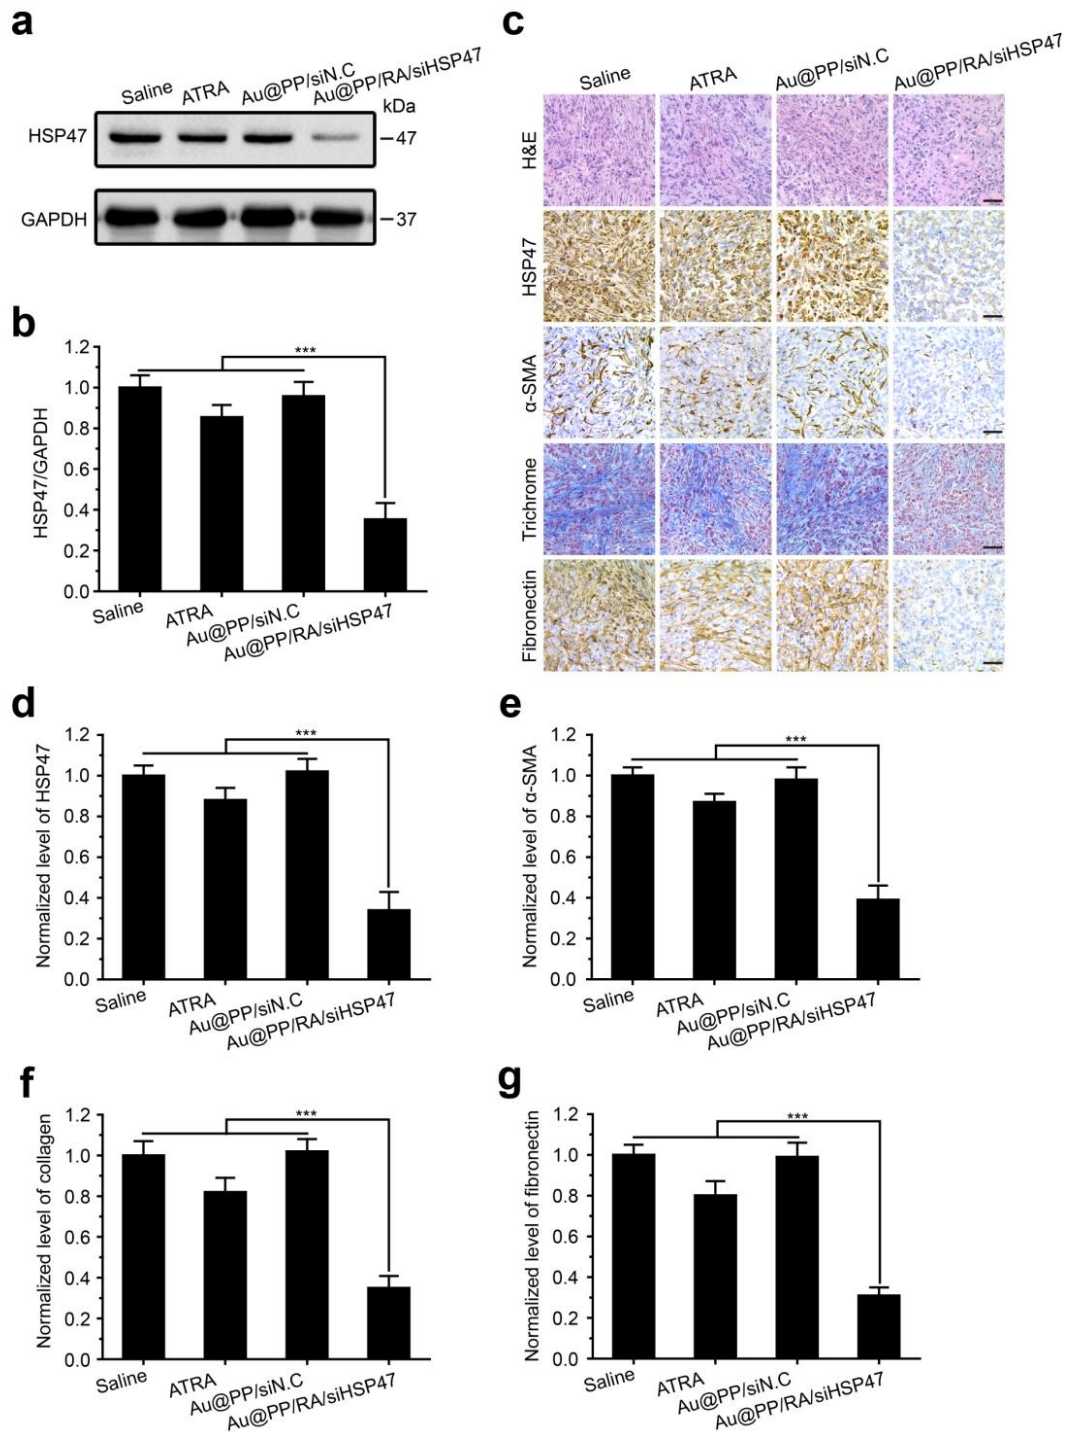 a
Saline
ATRA
Au@PP/siN.C
Au@PP/RA/siHSP47
kDa
HSP47
47
GAPDH
37
b
HSP47/GAPDH
1.2
1.0
0.8
0.6
0.4
0.2
0.0
***
Saline
ATRA
Au@PP/siN.C
Au@PP/RA/siHSP47
c
Saline
ATRA
Au@PP/siN.C
Au@PP/RA/siHSP47
H&E
HSP47
α-SMA
Trichrome
Fibronectin
d
Normalized level of HSP47
1.2
1.0
0.8
0.6
0.4
0.2
0.0
***
Saline
ATRA
Au@PP/siN.C
Au@PP/RA/siHSP47
e
Normalized level of α-SMA
1.2
1.0
0.8
0.6
0.4
0.2
0.0
***
Saline
ATRA
Au@PP/siN.C
Au@PP/RA/siHSP47
f
Normalized level of collagen
1.2
1.0
0.8
0.6
0.4
0.2
0.0
***
Saline
ATRA
Au@PP/siN.C
Au@PP/RA/siHSP47
g
Normalized level of fibronectin
1.2
1.0
0.8
0.6
0.4
0.2
0.0
***
Saline
ATRA
Au@PP/siN.C
Au@PP/RA/siHSP47